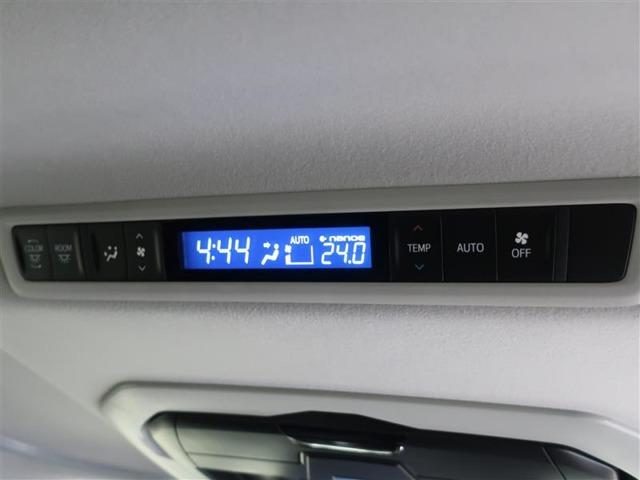 COLOR
ROOM
4:44
AUTO
nanoe
24.0
TEMP
AUTO
OFF